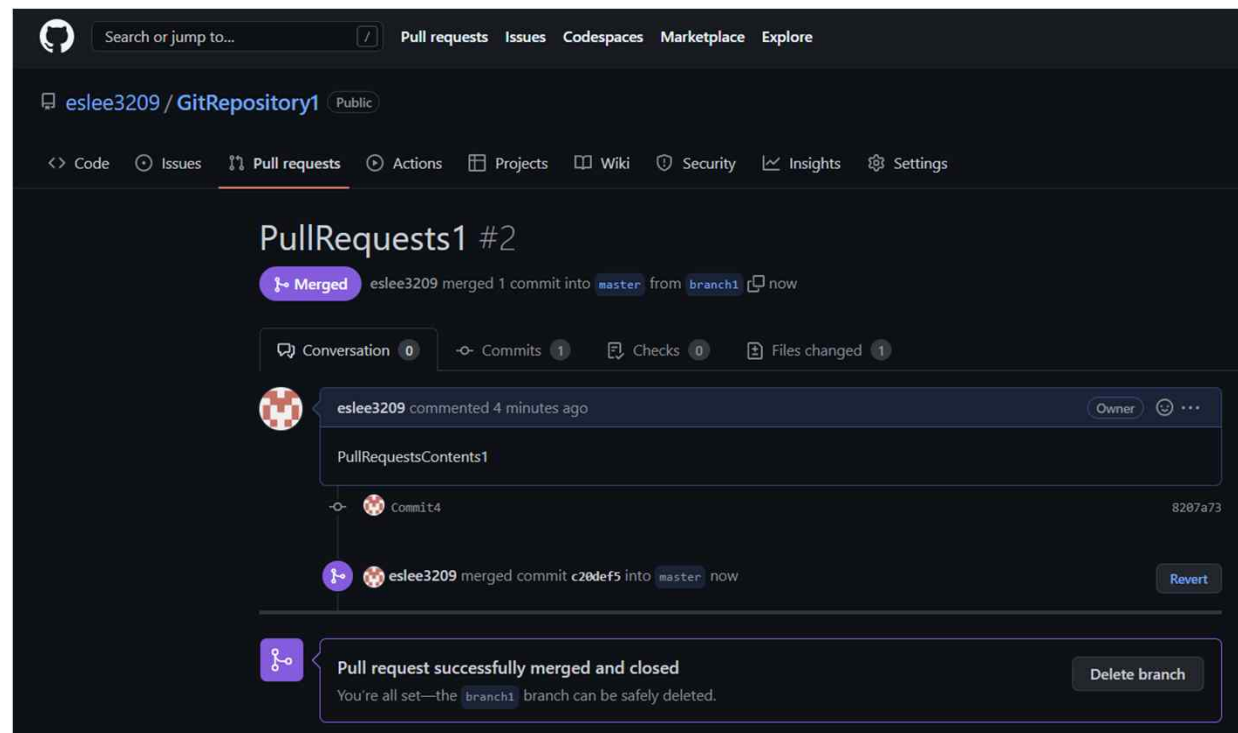 Search or jump to... / Pull requests Issues Codespaces Marketplace Explore
eslee3209 / GitRepository1 Public
<> Code Issues Pull requests Actions Projects Wiki Security Insights Settings
PullRequests1 #2
Merged eslee3209 merged 1 commit into master from branch1 now
Conversation 0 Commits 1 Checks 0 Files changed 1
eslee3209 commented 4 minutes ago Owner ...
PullRequestsContents1
Commit4 8207a73
eslee3209 merged commit c20def5 into master now Revert
Pull request successfully merged and closed
You're all set—the branch1 branch can be safely deleted.
Delete branch